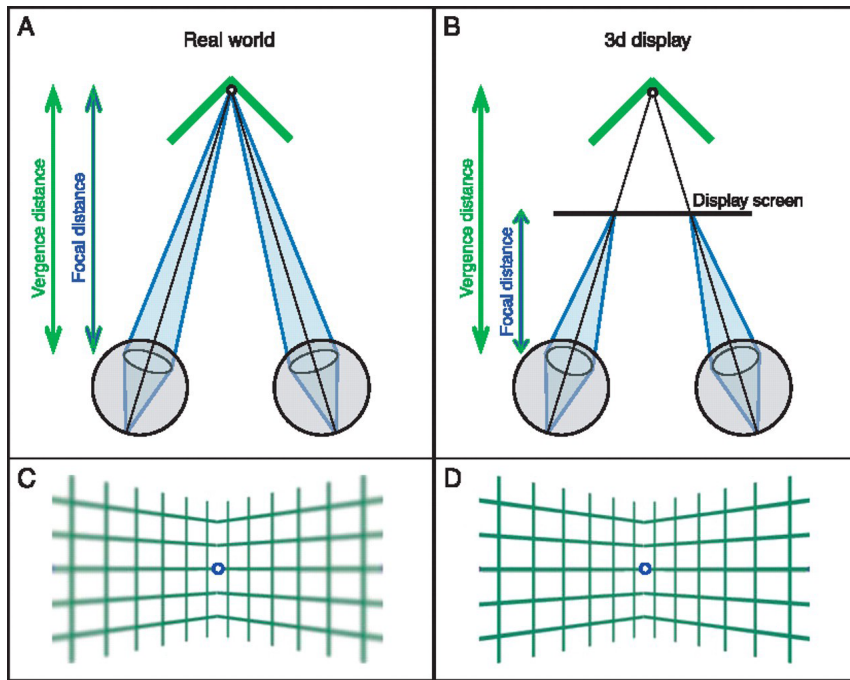 A
Real world
Vergence distance
Focal distance
B
3d display
Vergence distance
Focal distance
Display screen
C
D